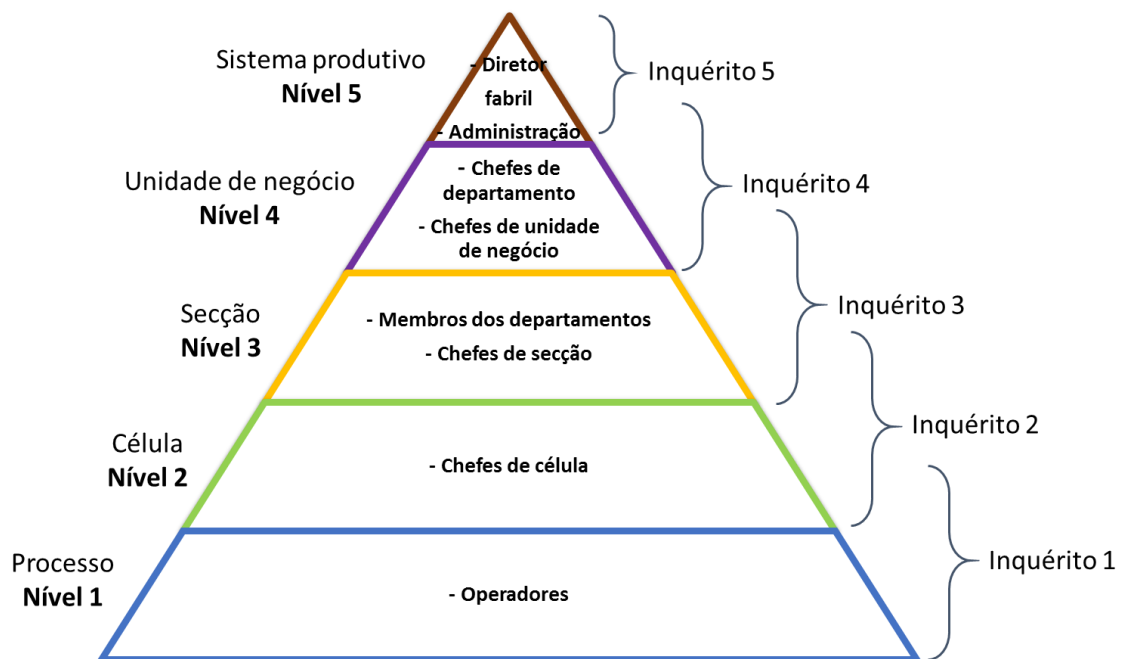 Sistema produtivo
Nível 5
- Diretor
fabril
- Administração
Inquérito 5
Unidade de negócio
Nível 4
- Chefes de
departamento
- Chefes de unidade
de negócio
Inquérito 4
Secção
Nível 3
- Membros dos departamentos
- Chefes de secção
Inquérito 3
Célula
Nível 2
- Chefes de célula
Inquérito 2
Processo
Nível 1
- Operadores
Inquérito 1